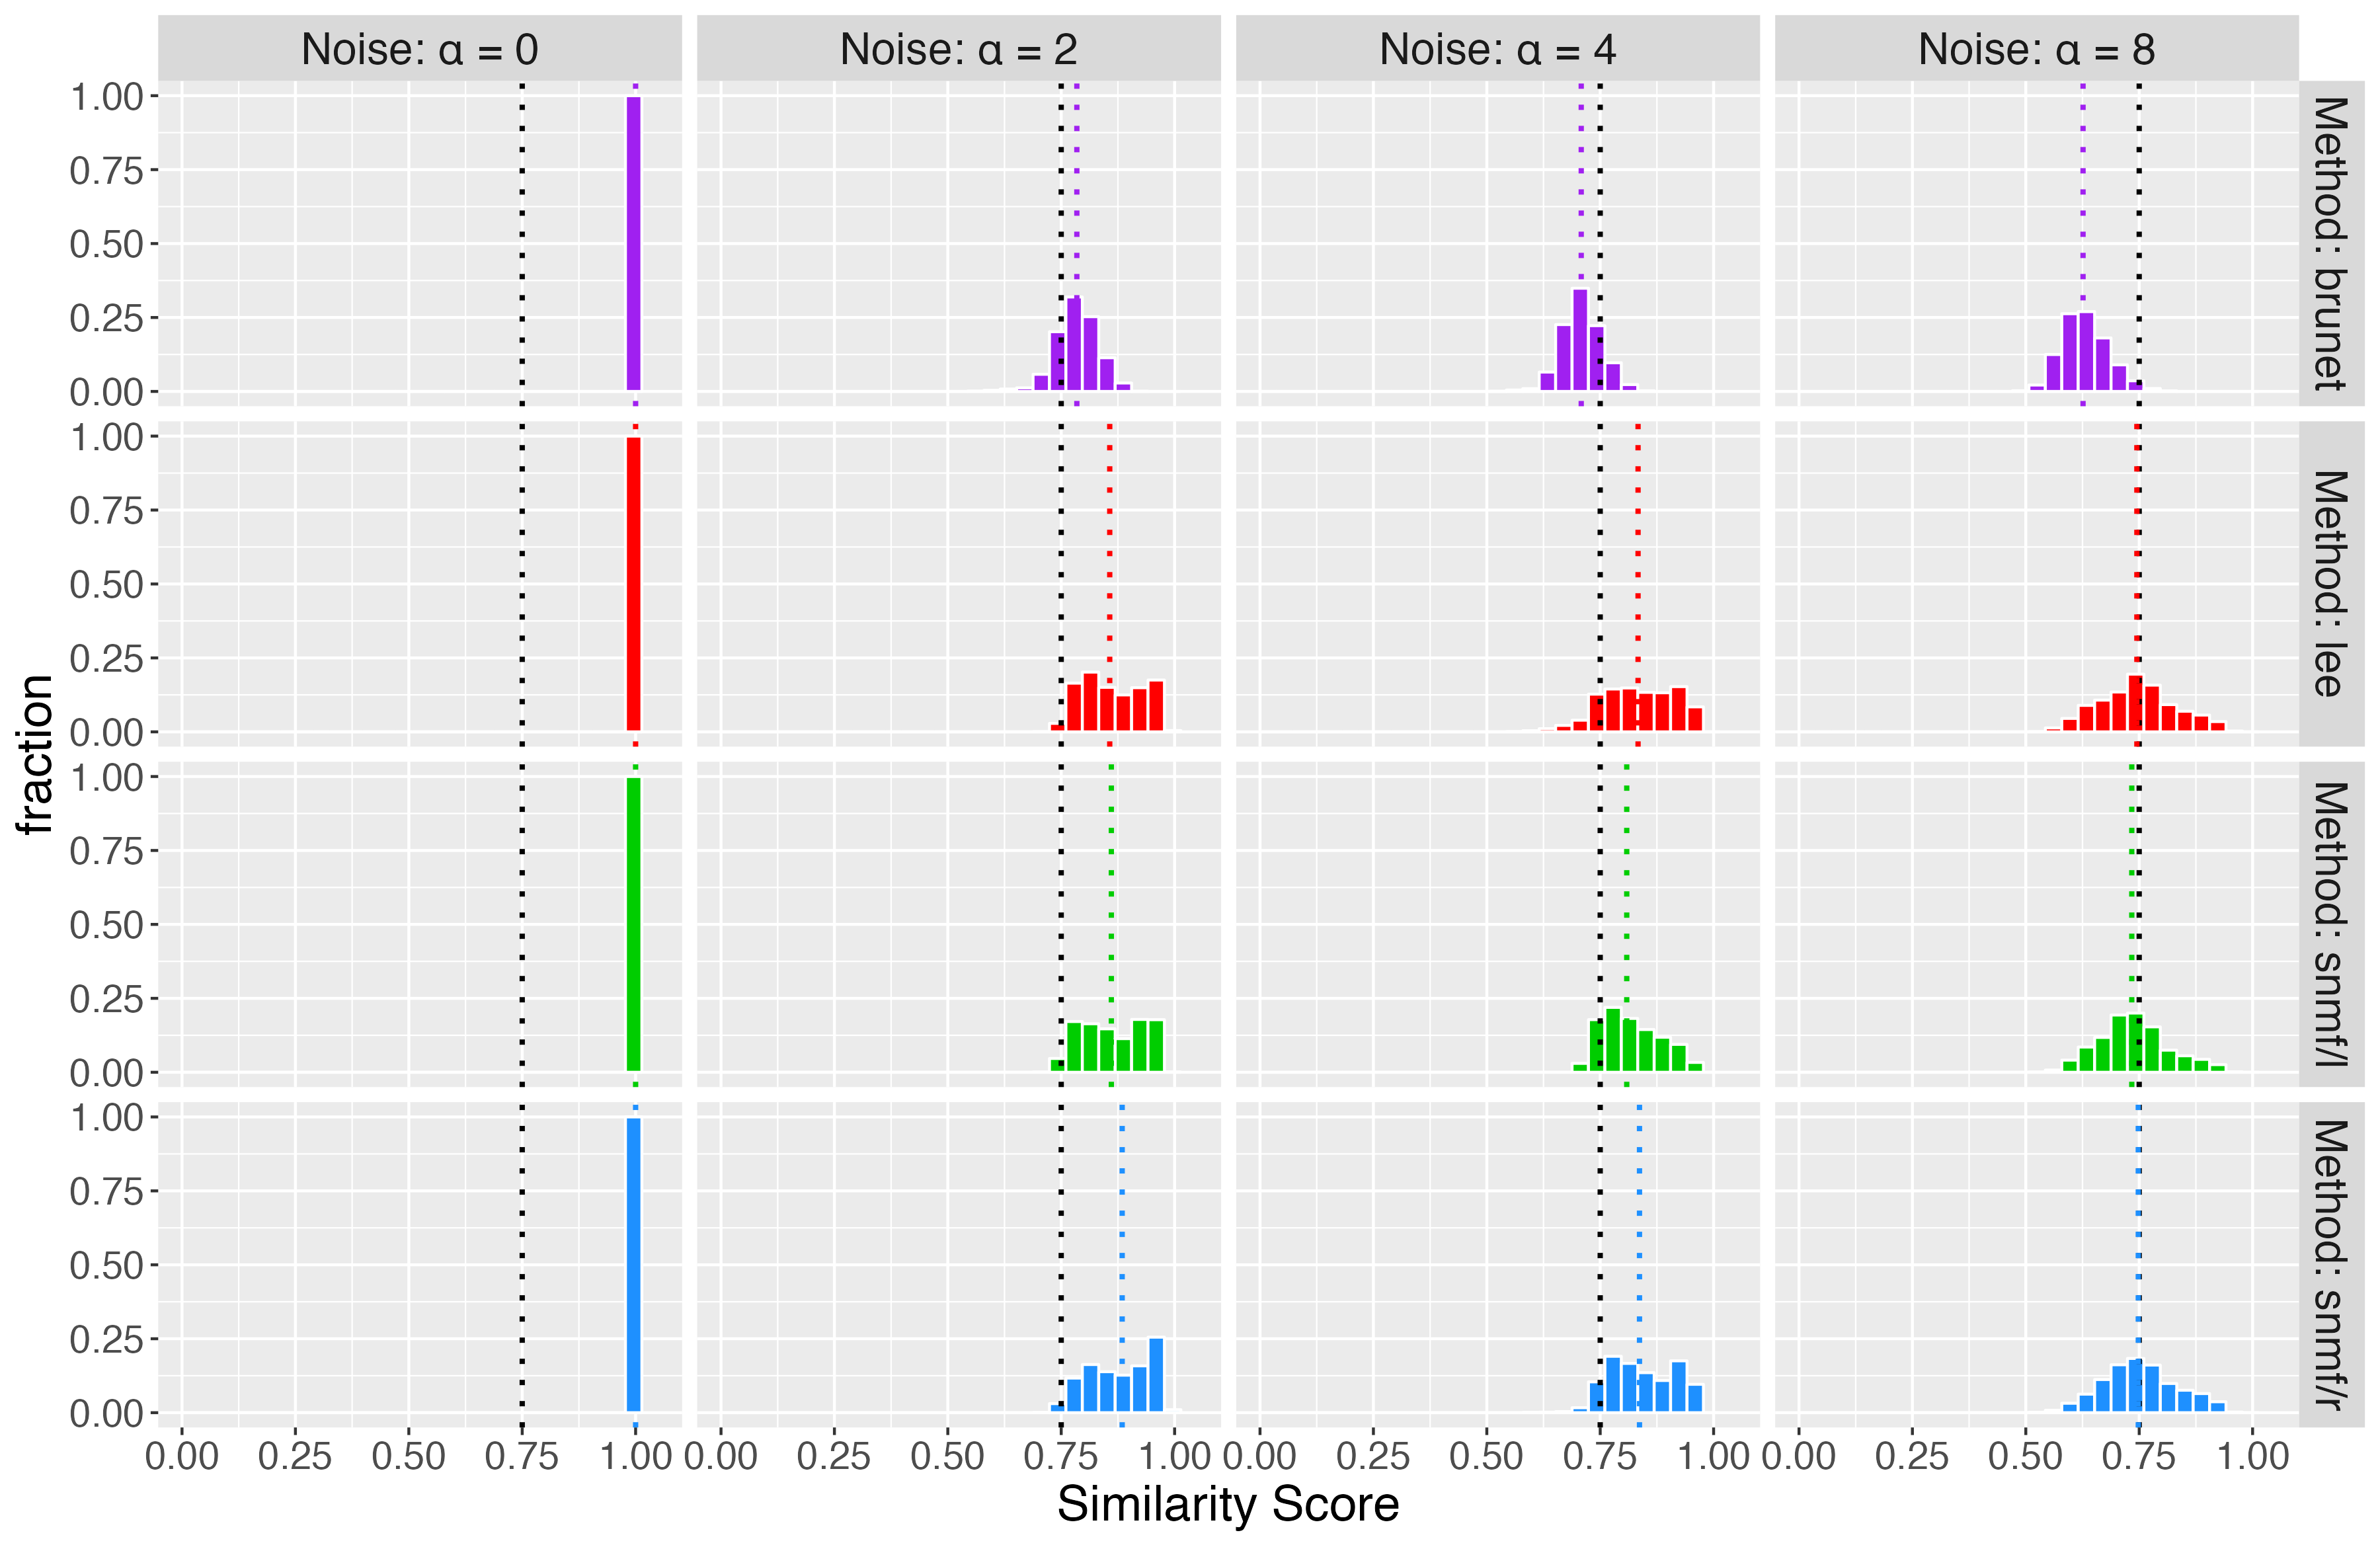 Noise: α = 0
Noise: α = 2
Noise: α = 4
Noise: α = 8
1.00
0.75
0.50
0.25
0.00
Method: brunet
1.00
0.75
0.50
0.25
0.00
Method: lee
1.00
0.75
0.50
0.25
0.00
Method: snmf/l
1.00
0.75
0.50
0.25
0.00
Method: snmf/r
fraction
0.00 0.25 0.50 0.75 1.00
0.00 0.25 0.50 0.75 1.00
0.00 0.25 0.50 0.75 1.00
0.00 0.25 0.50 0.75 1.00
Similarity Score